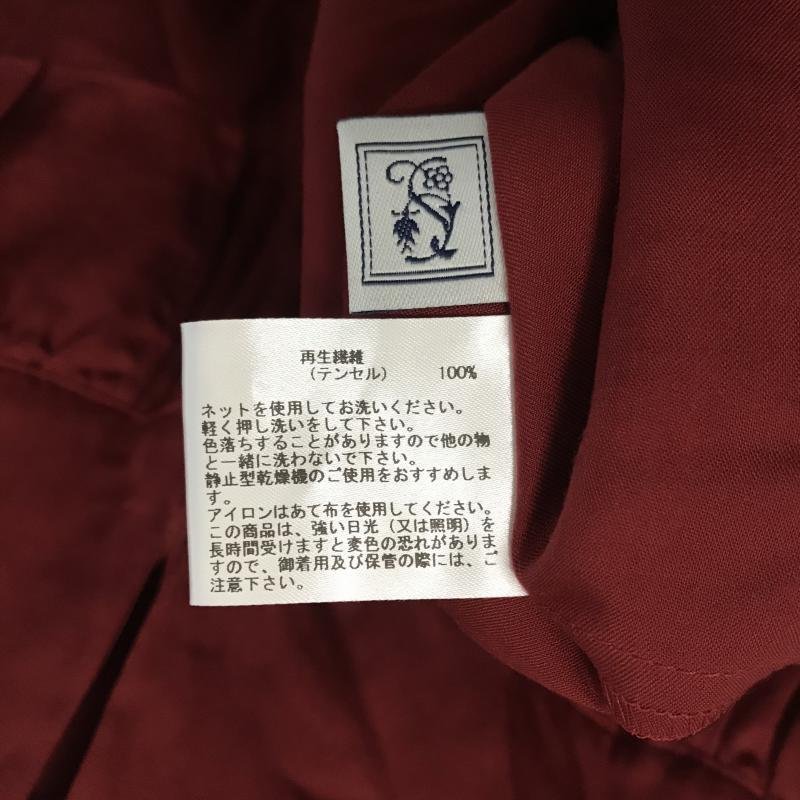 再生繊維
（テンセル） 100%
ネットを使用してお洗いください。
軽く押し洗いをして下さい。
色落ちすることがありますので他の物
と一緒に洗わないで下さい。
静止型乾燥機のご使用をおすすめしま
す。
アイロンはあて布を使用してください。
この商品は、強い日光（又は照明）を
長時間受けますと変色の恐れがありま
すので、御着用及び保管の際には、ご
注意下さい。